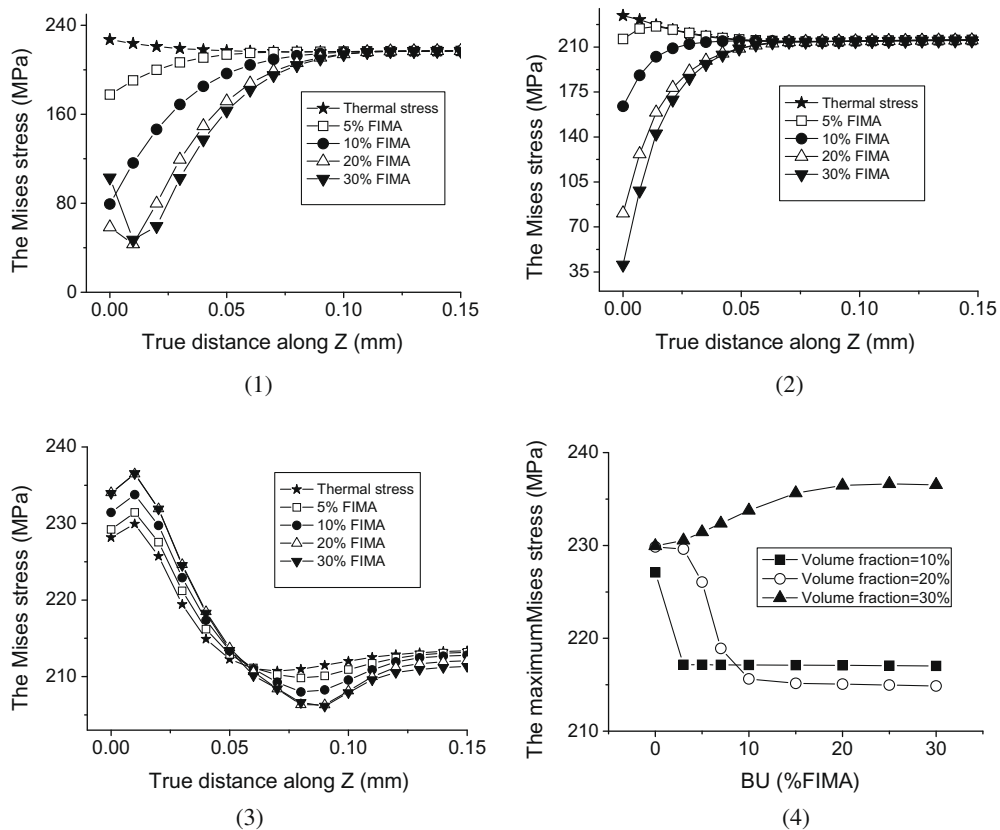 The Mises stress (MPa)
240
160
80
0
0.00 0.05 0.10 0.15
True distance along Z (mm)
Thermal stress
5% FIMA
10% FIMA
20% FIMA
30% FIMA
(1)
The Mises stress (MPa)
210
175
140
105
70
35
0.00 0.05 0.10 0.15
True distance along Z (mm)
Thermal stress
5% FIMA
10% FIMA
20% FIMA
30% FIMA
(2)
The Mises stress (MPa)
240
230
220
210
0.00 0.05 0.10 0.15
True distance along Z (mm)
Thermal stress
5% FIMA
10% FIMA
20% FIMA
30% FIMA
(3)
The maximumMises stress (MPa)
240
230
220
210
0 10 20 30
BU (%FIMA)
Volume fraction=10%
Volume fraction=20%
Volume fraction=30%
(4)